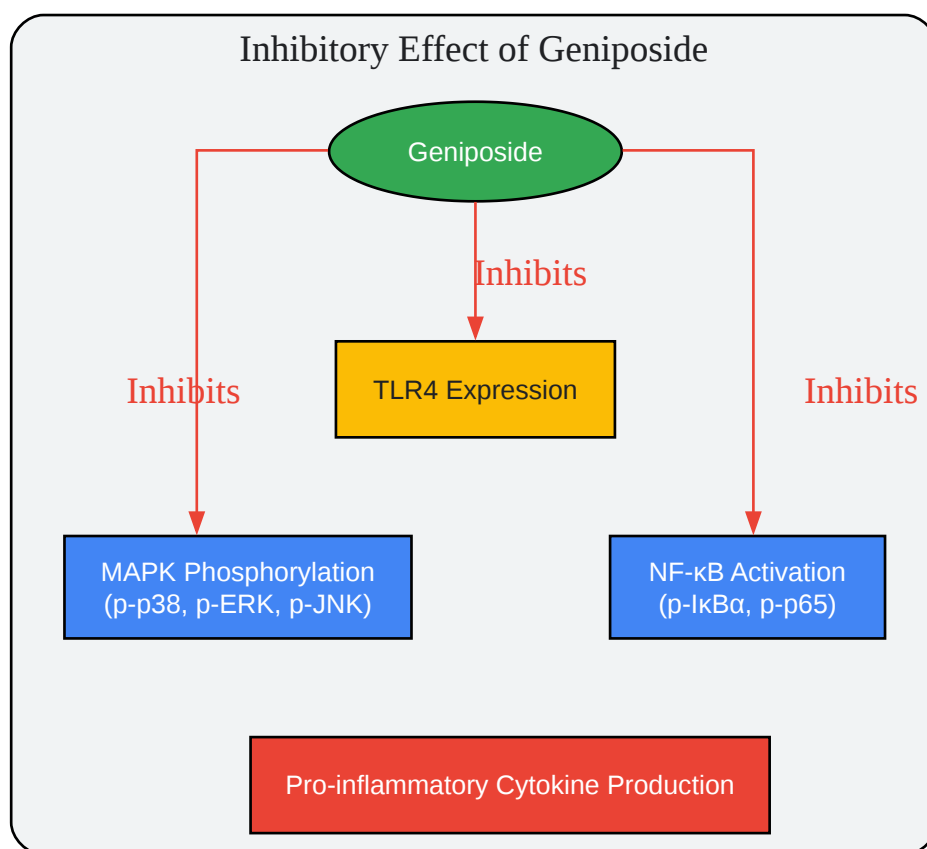 Inhibitory Effect of Geniposide
Geniposide
Inhibits
TLR4 Expression
Inhibits
Inhibits
MAPK Phosphorylation
(p-p38, p-ERK, p-JNK)
NF-κB Activation
(p-IκBα, p-p65)
Pro-inflammatory Cytokine Production